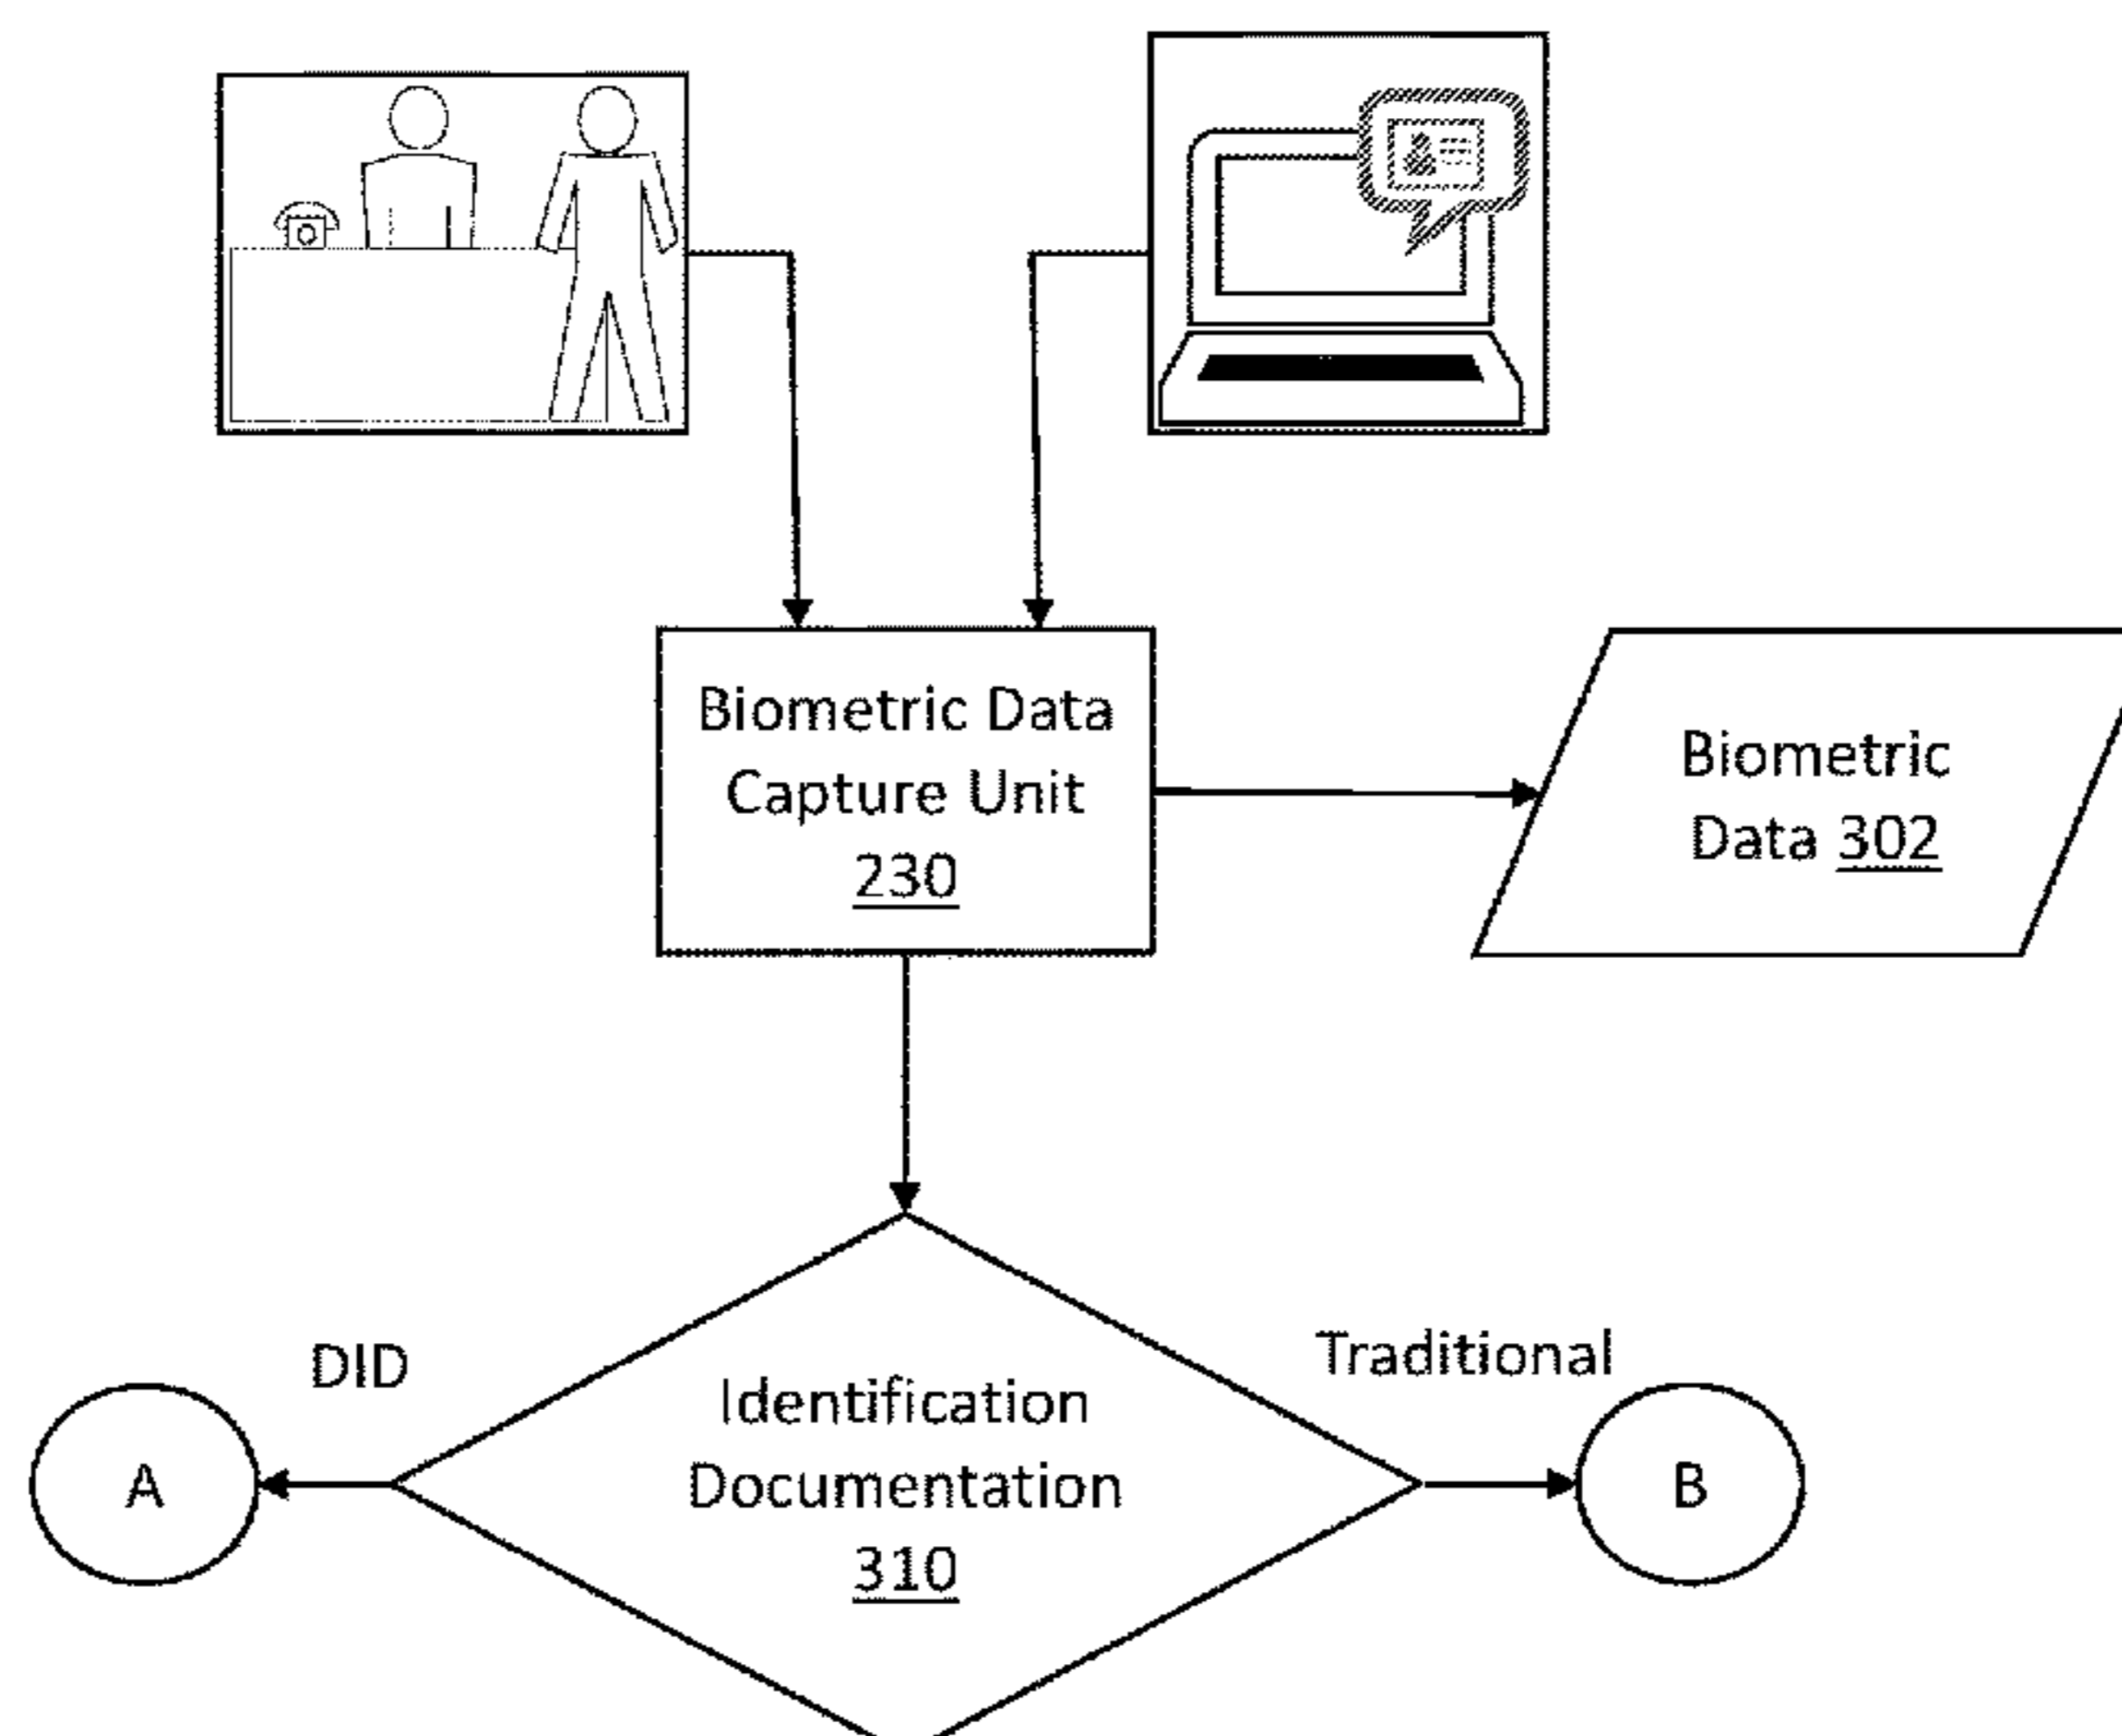 Biometric Data
Capture Unit
230
Biometric
Data 302
DID
Traditional
Identification
Documentation
310
A
B